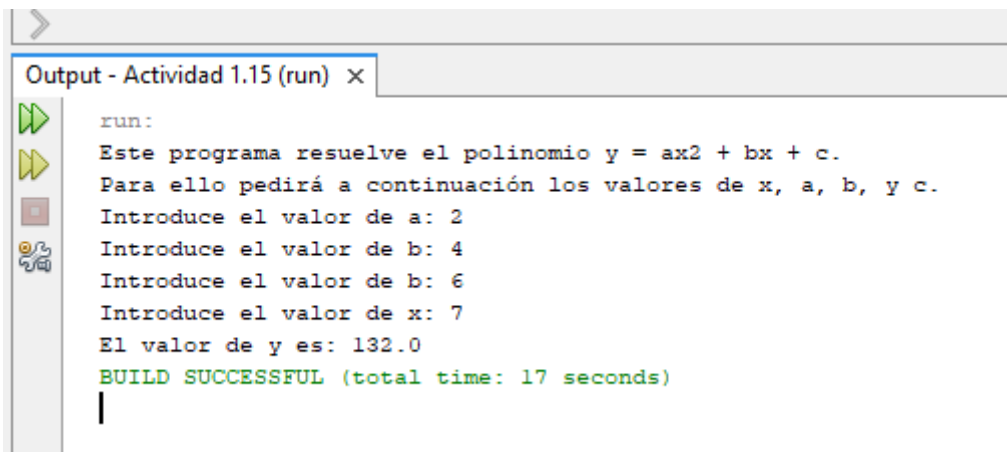 Output - Actividad 1.15 (run) ×
run:
Este programa resuelve el polinomio y = ax2 + bx + c.
Para ello pedirá a continuación los valores de x, a, b, y c.
Introduce el valor de a: 2
Introduce el valor de b: 4
Introduce el valor de b: 6
Introduce el valor de x: 7
El valor de y es: 132.0
BUILD SUCCESSFUL (total time: 17 seconds)